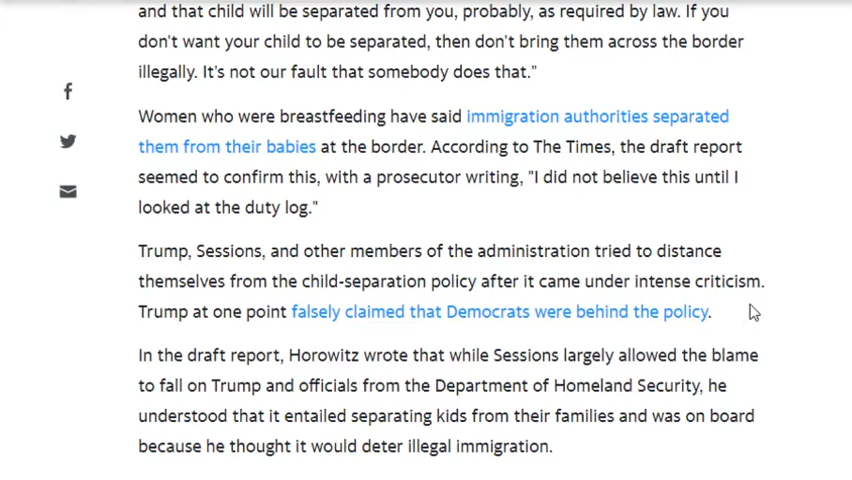 and that child will be separated from you, probably, as required by law. If you
don't want your child to be separated, then don't bring them across the border
illegally. It's not our fault that somebody does that."
Women who were breastfeeding have said immigration authorities separated
them from their babies at the border. According to The Times, the draft report
seemed to confirm this, with a prosecutor writing, "I did not believe this until I
looked at the duty log."
Trump, Sessions, and other members of the administration tried to distance
themselves from the child-separation policy after it came under intense criticism.
Trump at one point falsely claimed that Democrats were behind the policy.
In the draft report, Horowitz wrote that while Sessions largely allowed the blame
to fall on Trump and officials from the Department of Homeland Security, he
understood that it entailed separating kids from their families and was on board
because he thought it would deter illegal immigration.